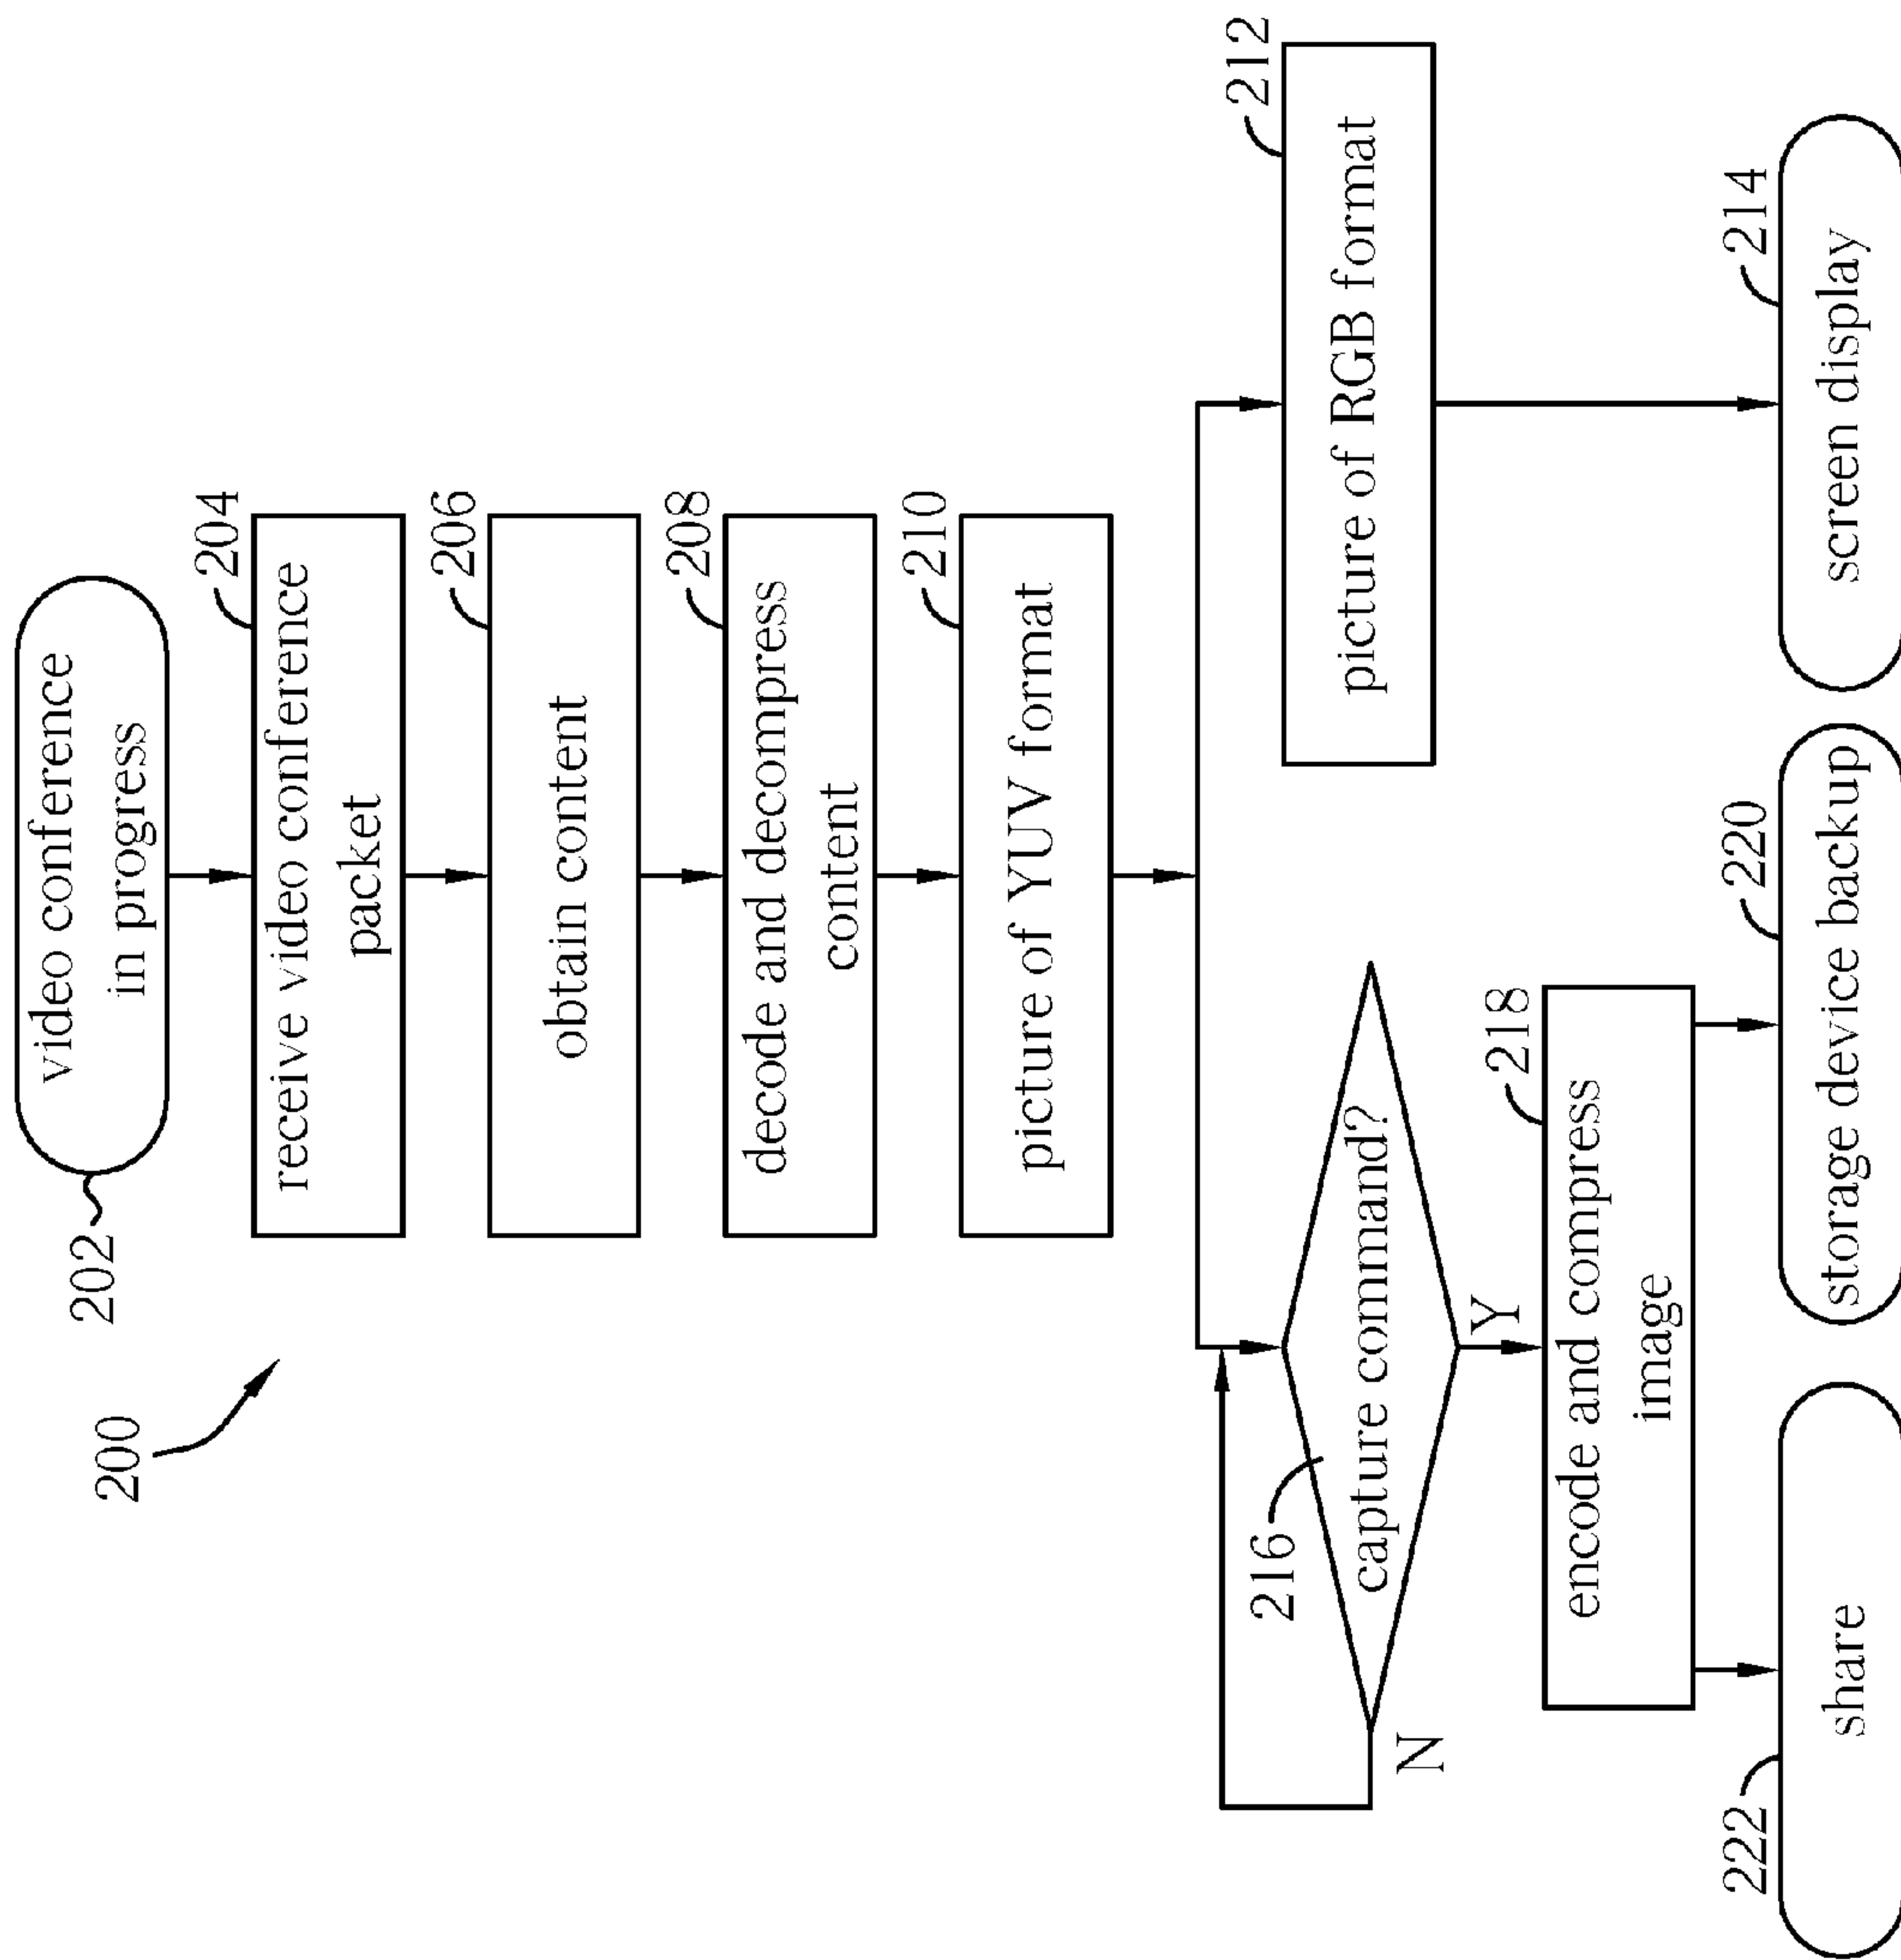 200
202
video conference
in progress
204
receive video conference
packet
206
obtain content
208
decode and decompress
content
210
picture of YUV format
216
capture command?
N
Y
212
picture of RGB format
218
encode and compress
image
222
share
220
storage device backup
214
screen display